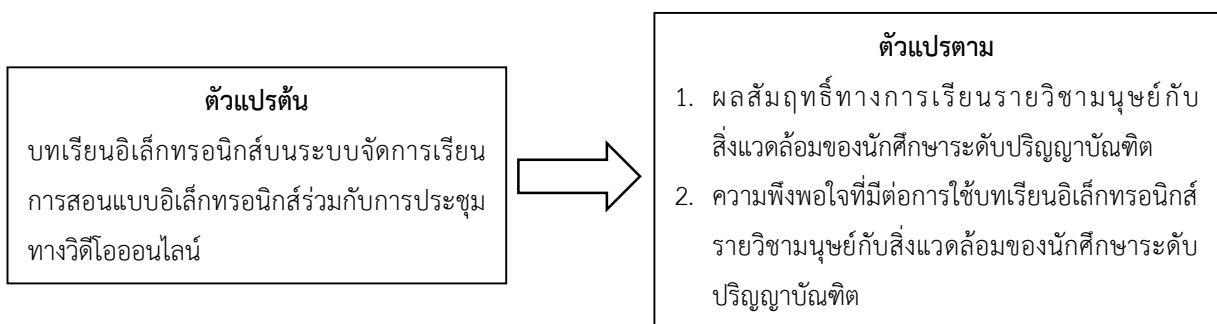 ตัวแปรต้น
บทเรียนอิเล็กทรอนิกส์บนระบบจัดการเรียน
การสอนแบบอิเล็กทรอนิกส์ร่วมกับการประชุม
ทางวิดีโอออนไลน์
ตัวแปรตาม
1. ผลสัมฤทธิ์ทางการเรียนรายวิชามนุษย์กับ
สิ่งแวดล้อมของนักศึกษาระดับปริญญาบัณฑิต
2. ความพึงพอใจที่มีต่อการใช้บทเรียนอิเล็กทรอนิกส์
รายวิชามนุษย์กับสิ่งแวดล้อมของนักศึกษาระดับ
ปริญญาบัณฑิต